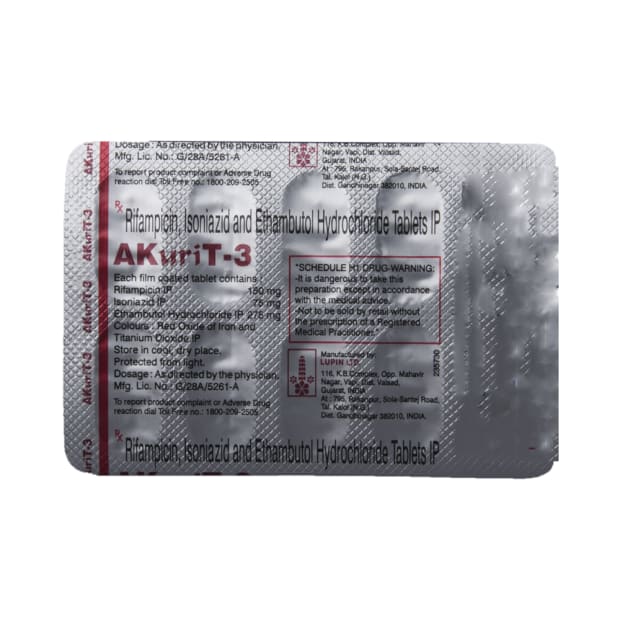 AKuriT-3
Dosage : As directed by the physician.
Mfg. Lic. No.: G/28A/5261-A
To report product complaint or Adverse Drug
reaction dial Toll Free no.: 1800-209-2505
116, K.B.Complex, Opp. Mahavir
Nagar, Vapi, Dist. Valsad,
Gujarat, INDIA
At : 795, Rakanpur, Sola-Santej Road,
Tal. Kalol (N.G.)
Dist. Gandhinagar 382010, INDIA.
Rx
Rifampicin, Isoniazid and Ethambutol Hydrochloride Tablets IP
AKuriT-3
Each film coated tablet contains :
Rifampicin IP 150 mg
Isoniazid IP 75 mg
Ethambutol Hydrochloride IP 275 mg
Colours : Red Oxide of Iron and
Titanium Dioxide IP
Store in cool, dry place.
Protected from light.
Dosage : As directed by the physician.
Mfg. Lic. No.: G/28A/5261-A
To report product complaint or Adverse Drug
reaction dial Toll Free no.: 1800-209-2505
"SCHEDULE H1 DRUG-WARNING:
-It is dangerous to take this
preparation except in accordance
with the medical advice.
-Not to be sold by retail without
the prescription of a Registered
Medical Practitioner."
Manufactured by:
LUPIN LTD.
116, K.B.Complex, Opp. Mahavir
Nagar, Vapi, Dist. Valsad,
Gujarat, INDIA
At : 795, Rakanpur, Sola-Santej Road,
Tal. Kalol (N.G.)
Dist. Gandhinagar 382010, INDIA.
Rx
Rifampicin, Isoniazid and Ethambutol Hydrochloride Tablets IP
AKuriT-3
AKuriT-3
AKuriT-3